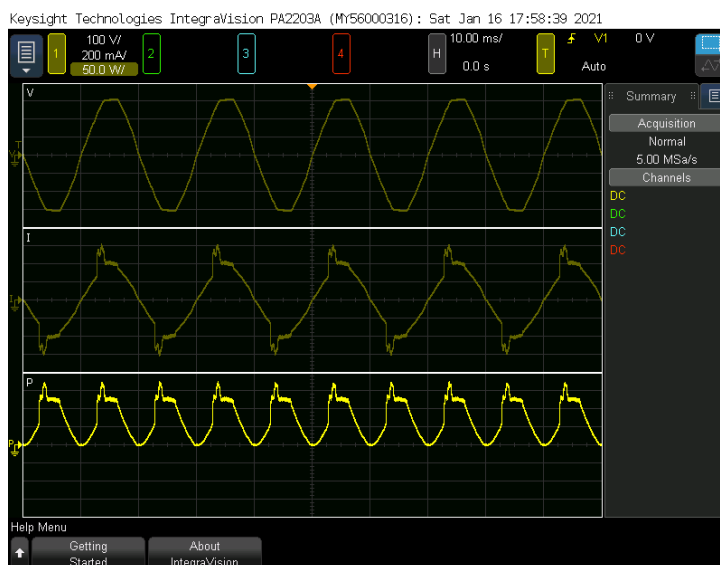 Keysight Technologies IntegraVision PA2203A (MY56000316): Sat Jan 16 17:58:39 2021
1 100 V/ 2 3 4 H 10.00 ms/ T V1 0 V
200 mA/ 0.0 s Auto
50.0 W/
V
Summary
Acquisition
Normal
5.00 MSa/s
Channels
DC
DC
DC
DC
T
V
I
I
P
P
Help Menu
Getting Started
About IntegraVision